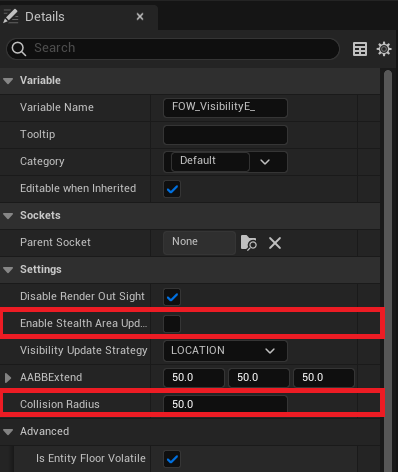 Details
Search
Variable
Variable Name FOW_VisibilityE_
Tooltip
Category Default
Editable when Inherited
Sockets
Parent Socket None
Settings
Disable Render Out Sight
Enable Stealth Area Upd...
Visibility Update Strategy LOCATION
AABBExtend 50.0 50.0 50.0
Collision Radius 50.0
Advanced
Is Entity Floor Volatile